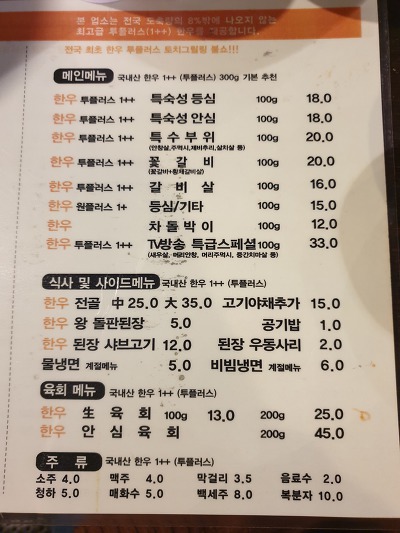 본 업소는 전국 도축량의 8%밖에 나오지 않는
최고급 투플러스(1++) 한우만을 제공합니다.
전국 최초 한우 투플러스 토치그릴링 불쇼!!!
메인메뉴 국내산 한우 1++ (투플러스) 300g 기본 추천
한우 투플러스 1++ 특숙성 등심 100g 18.0
한우 투플러스 1++ 특숙성 안심 100g 18.0
한우 투플러스 1++ 특수부위 100g 20.0
(안창살,주먹시,제비추리,살치살 등)
한우 투플러스 1++ 꽃 갈 비 100g 20.0
(꽃갈비+황제갈비살)
한우 투플러스 1++ 갈 비 살 100g 16.0
한우 원플러스 1+ 등심/기타 100g 15.0
한우 차돌박이 100g 12.0
한우 투플러스 1++ TV방송 특급스페셜 100g 33.0
(새우살, 머리안창, 머리주먹시, 등간치마살 등)
식사 및 사이드메뉴 국내산 한우 1++ (투플러스)
한우 전골 中 25.0 大 35.0 고기야채추가 15.0
한우 왕 돌판된장 5.0 공기밥 1.0
한우 된장 샤브고기 12.0 된장 우동사리 2.0
물냉면 계절메뉴 5.0 비빔냉면 계절메뉴 6.0
육회 메뉴 국내산 한우 1++ (투플러스)
한우 生 육 회 100g 13.0 200g 25.0
한우 안 심 육 회 200g 45.0
주 류 국내산 한우 1++ (투플러스)
소주 4.0 맥주 4.0 막걸리 3.5 음료수 2.0
청하 5.0 매화수 5.0 백세주 8.0 복분자 10.0